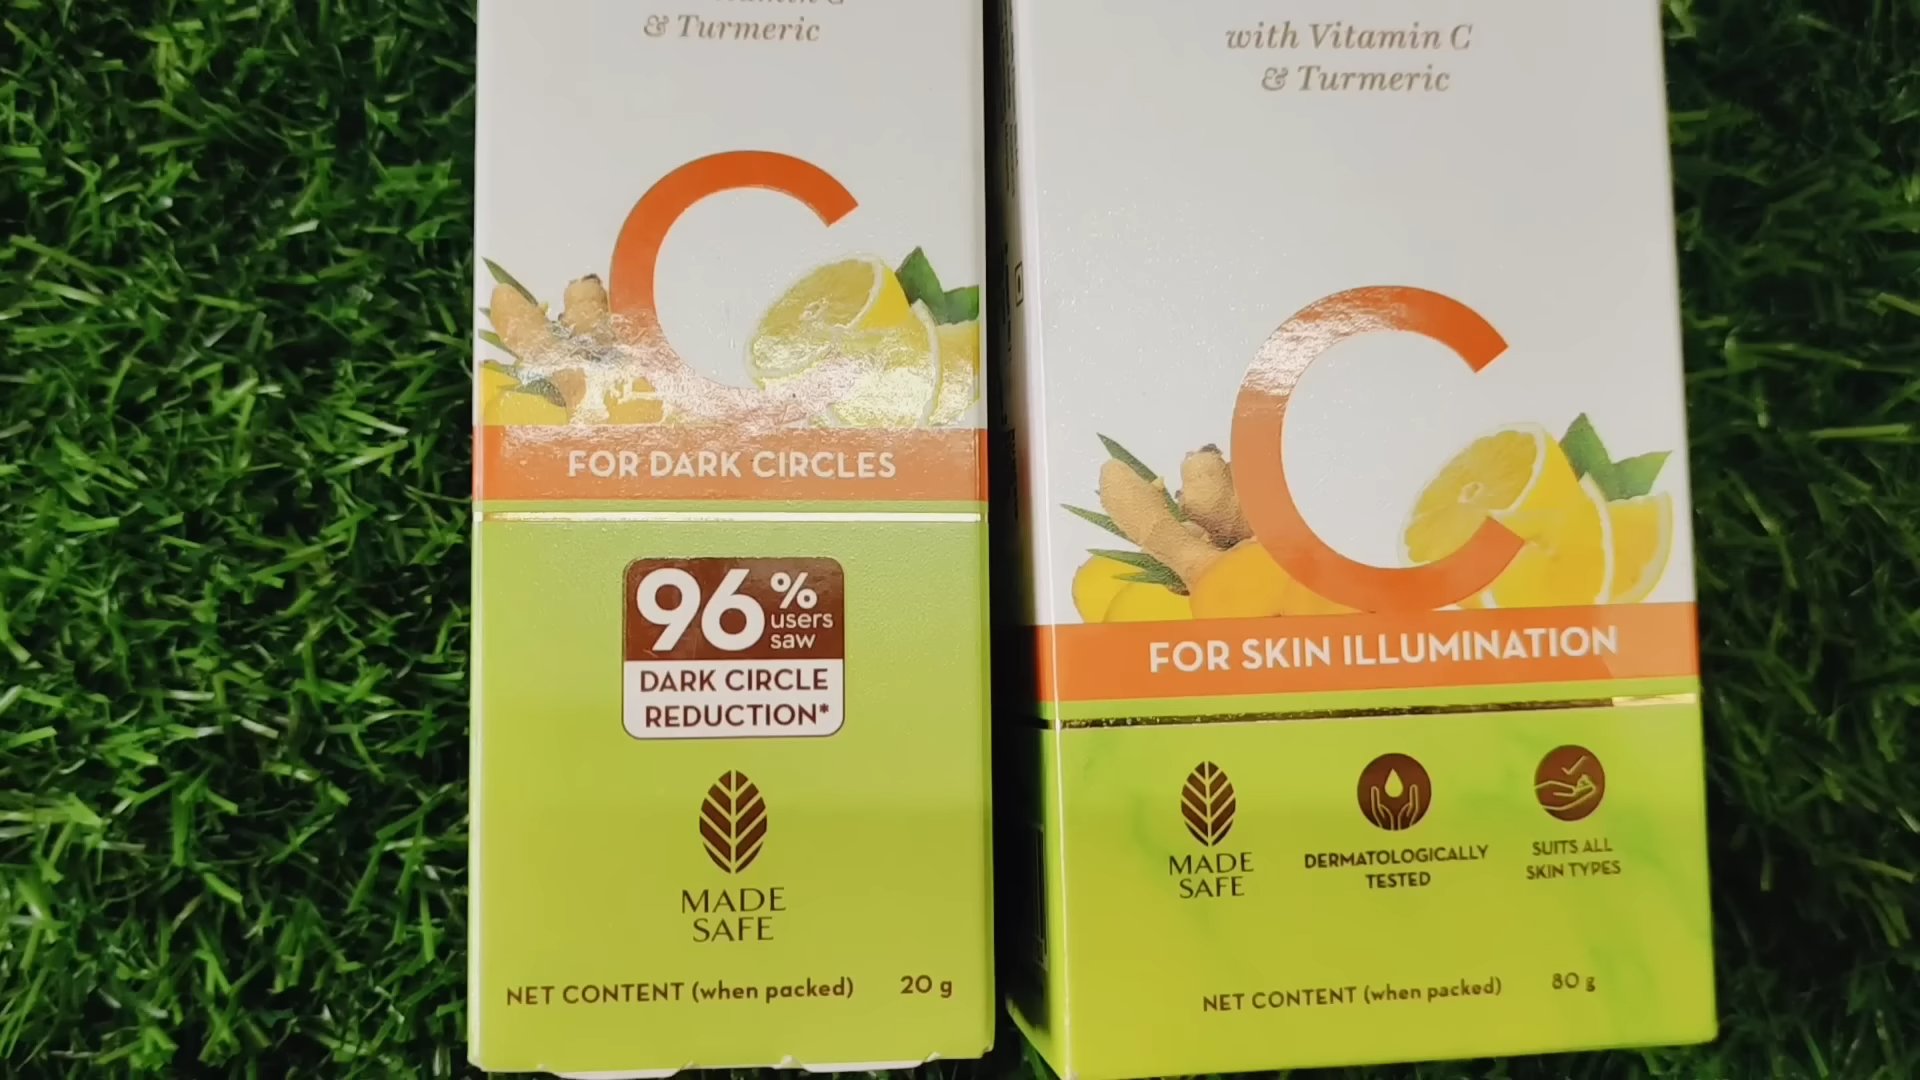 & Turmeric
FOR DARK CIRCLES
96%
users
saw
DARK CIRCLE
REDUCTION*
MADE
SAFE
NET CONTENT (when packed) 20 g
with Vitamin C
& Turmeric
C
FOR SKIN ILLUMINATION
MADE
SAFE
DERMATOLOGICALLY
TESTED
SUITS ALL
SKIN TYPES
NET CONTENT (when packed) 80 g